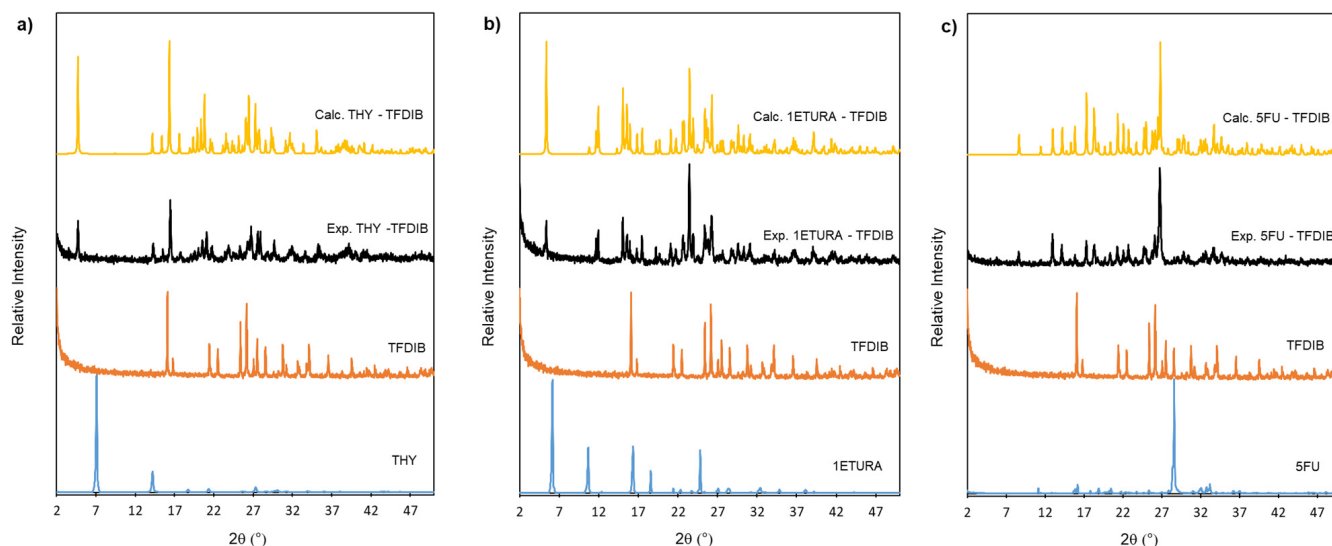 a)
Calc. THY - TFDIB
Exp. THY -TFDIB
TFDIB
THY
Relative Intensity
2 7 12 17 22 27 32 37 42 47
2θ (°)
b)
Calc. 1ETURA - TFDIB
Exp. 1ETURA - TFDIB
TFDIB
1ETURA
Relative Intensity
2 7 12 17 22 27 32 37 42 47
2θ (°)
c)
Calc. 5FU - TFDIB
Exp. 5FU - TFDIB
TFDIB
5FU
Relative Intensity
2 7 12 17 22 27 32 37 42 47
2θ (°)